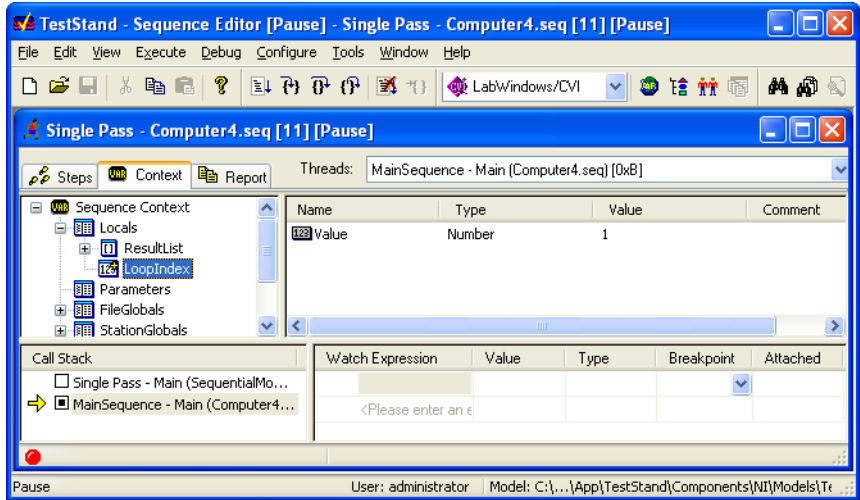 TestStand - Sequence Editor [Pause] - Single Pass - Computer4.seq [11] [Pause]
File Edit View Execute Debug Configure Tools Window Help
LabWindows/CVI
Single Pass - Computer4.seq [11] [Pause]
Steps VAR Context Report Threads: MainSequence - Main (Computer4.seq) [0xB]
VAR Sequence Context
Locals
ResultList
LoopIndex
Parameters
FileGlobals
StationGlobals
Name Type Value Comment
123 Value Number 1
Call Stack
Single Pass - Main (SequentialMo...
MainSequence - Main (Computer4...
Watch Expression Value Type Breakpoint Attached
<Please enter an e
Pause User: administrator Model: C:\...\App\TestStand\Components\NI\Models\Te